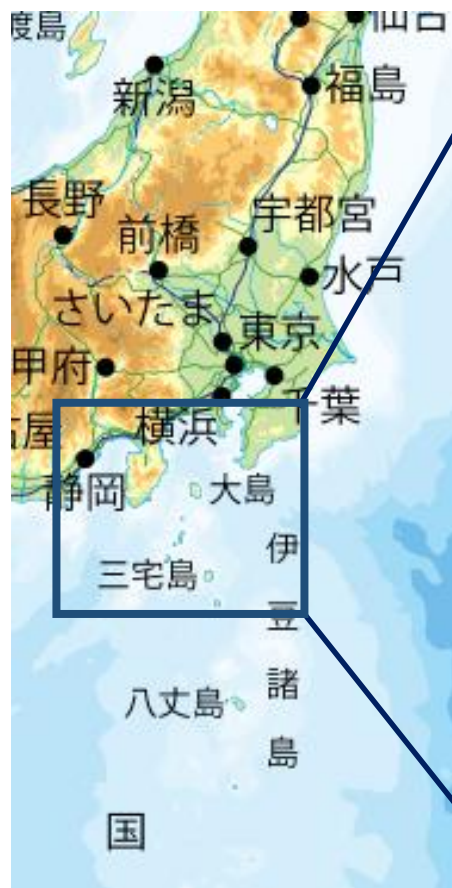 渡島
仙台
新潟
福島
長野
前橋
宇都宮
水戸
さいたま
東京
甲府
千葉
古屋
横浜
静岡
大島
三宅島
伊豆諸島
八丈島
国